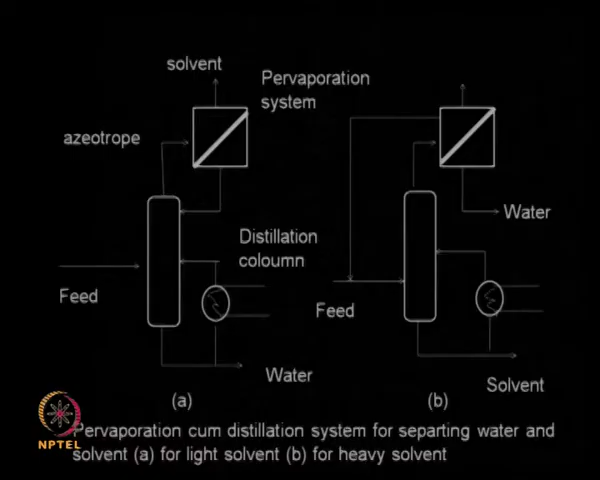 solvent
Pervaporation
system
azeotrope
Distillation
coloumn
Feed
Water
(a)
Water
Feed
Solvent
(b)
Pervaporation cum distillation system for separting water and
solvent (a) for light solvent (b) for heavy solvent
NPTEL